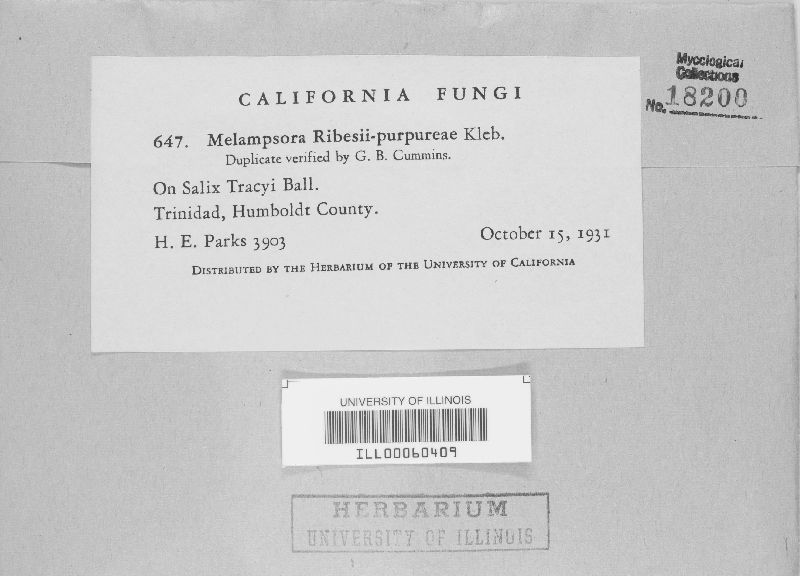 CALIFORNIA FUNGI
647. Melampsora Ribesii-purpureae Kleb.
Duplicate verified by G. B. Cummins.
On Salix Tracyi Ball.
Trinidad, Humboldt County.
H. E. Parks 3903 October 15, 1931
DISTRIBUTED BY THE HERBARIUM OF THE UNIVERSITY OF CALIFORNIA
Mycological
Collections
No. 18200
UNIVERSITY OF ILLINOIS
ILL00060409
HERBARIUM
UNIVERSITY OF ILLINOIS